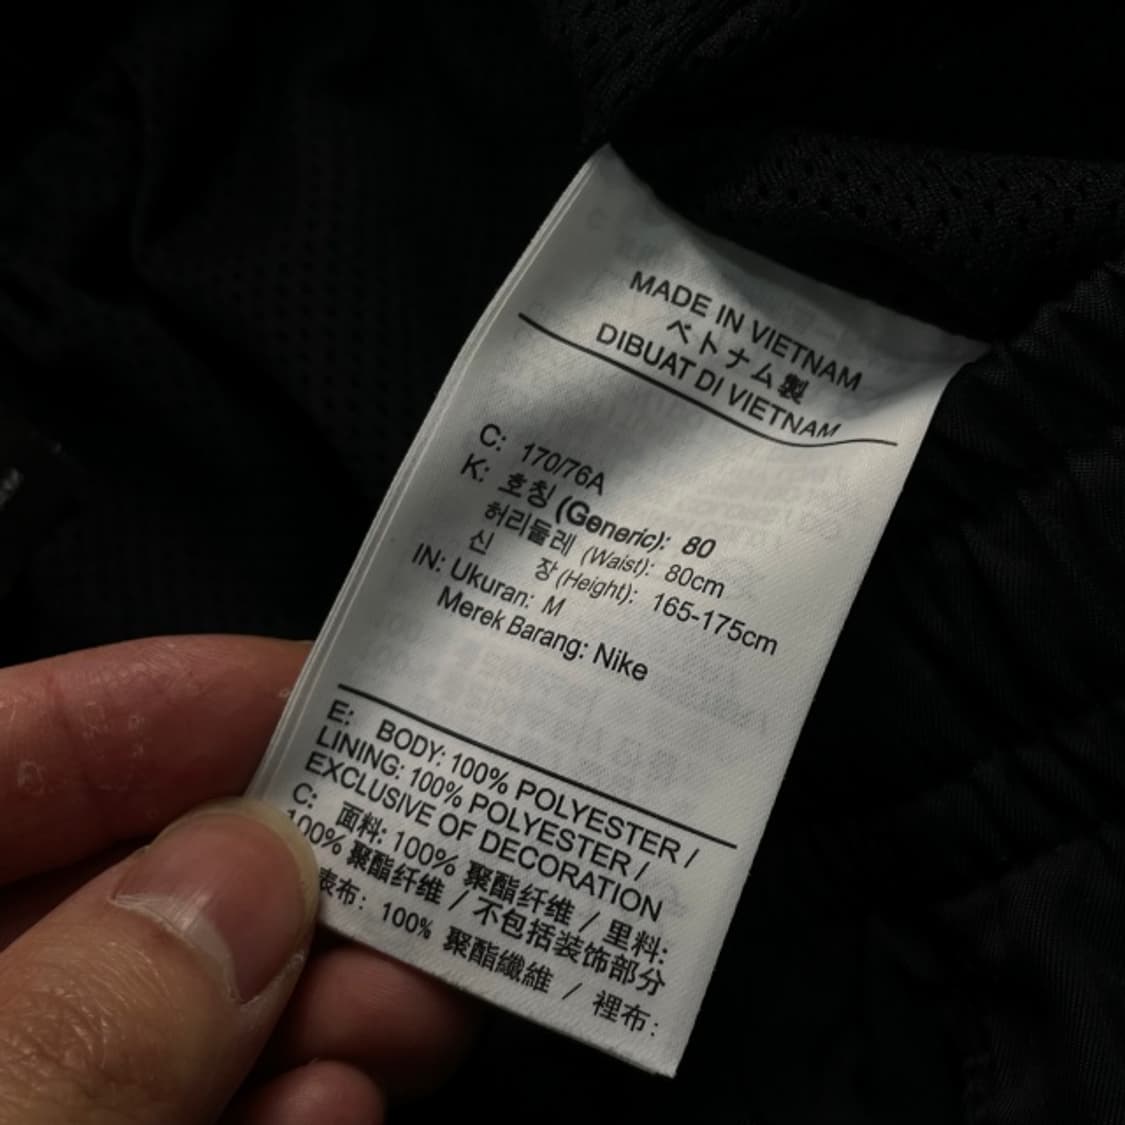 MADE IN VIETNAM
ベトナム製
DIBUAT DI VIETNAM
C: 170/76A
K: 호칭 (Generic): 80
허리둘레 (Waist): 80cm
신 장 (Height): 165-175cm
IN: Ukuran: M
Merek Barang: Nike
E: BODY: 100% POLYESTER /
LINING: 100% POLYESTER /
EXCLUSIVE OF DECORATION
C: 面料: 100% 聚酯纤维 / 里料:
100% 聚酯纤维 / 不包括装饰部分
表布: 100% 聚酯纖維 / 裡布: